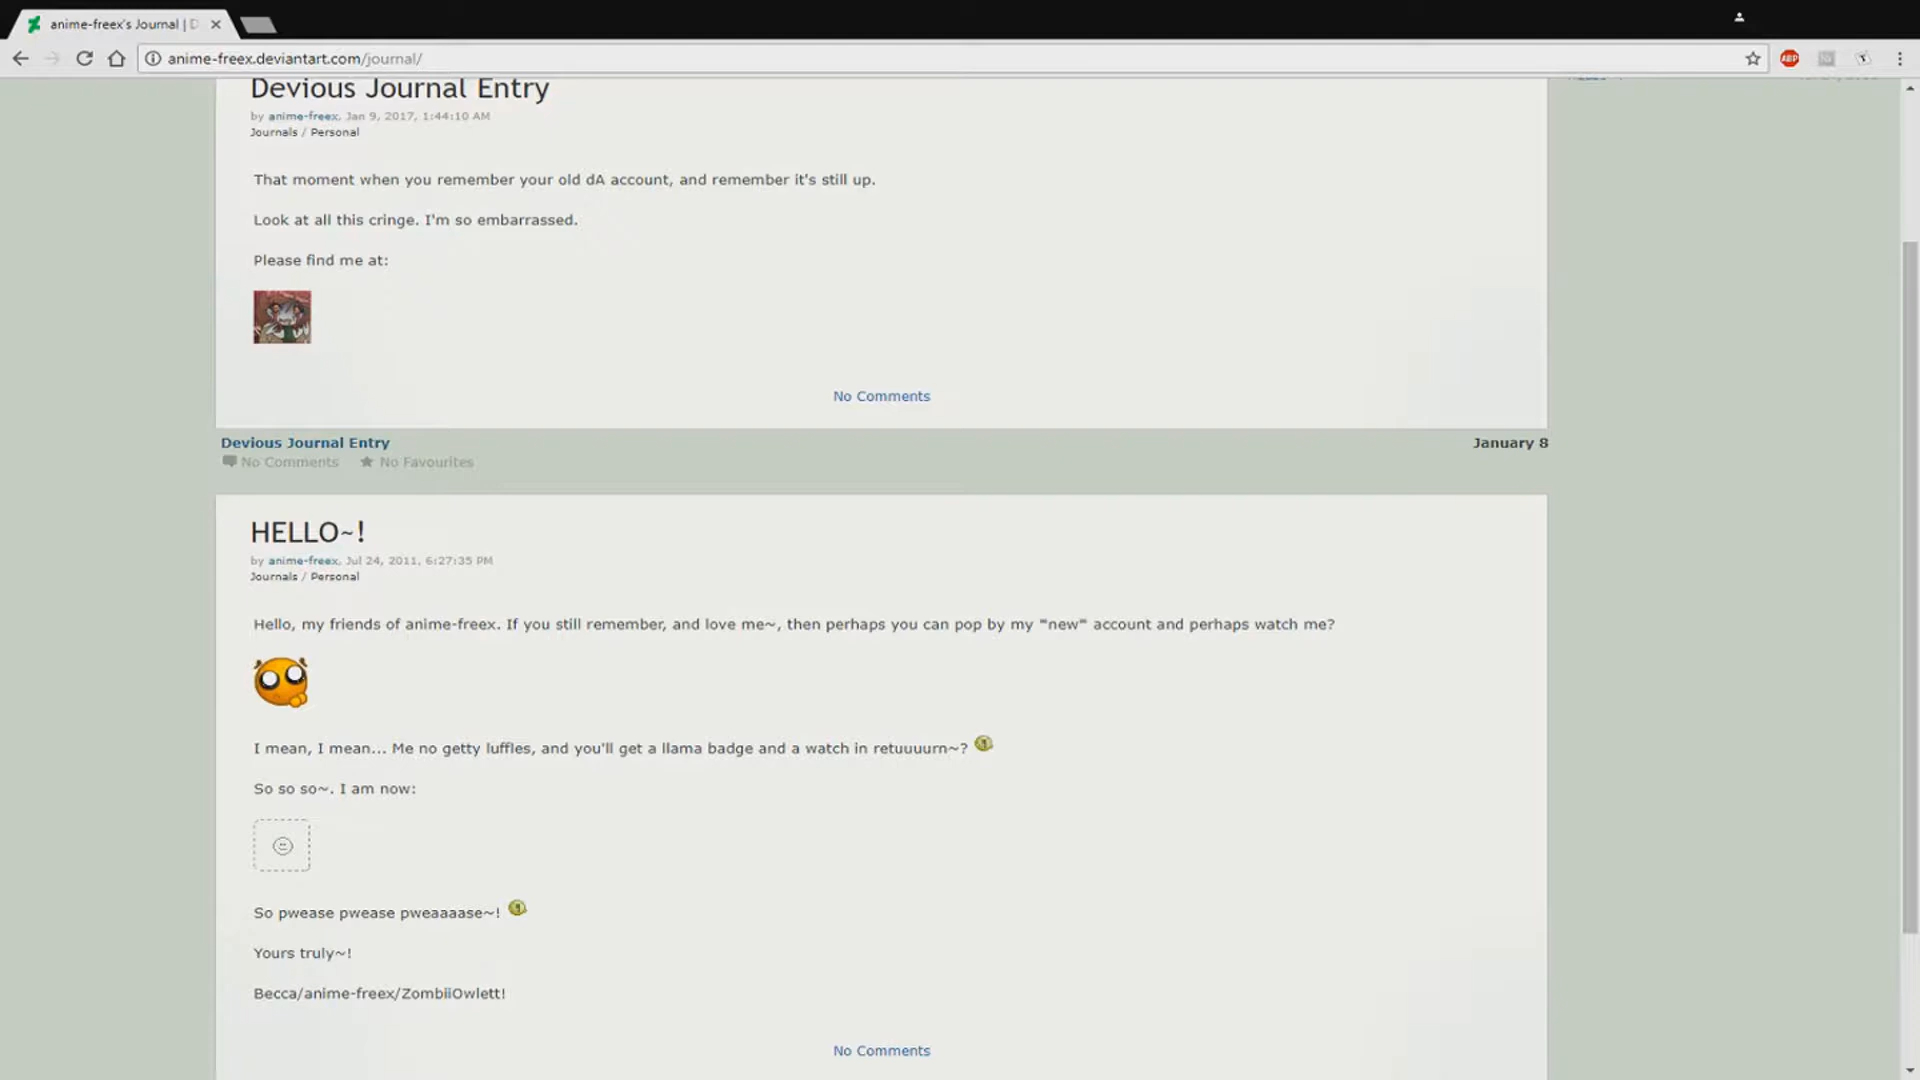 anime-freex's Journal | D
anime-freex.deviantart.com/journal/
ABP
Devious Journal Entry
by anime-freex, Jan 9, 2017, 1:44:10 AM
Journals / Personal
That moment when you remember your old dA account, and remember it's still up.
Look at all this cringe. I'm so embarrassed.
Please find me at:
No Comments
Devious Journal Entry
January 8
No Comments
No Favourites
HELLO~!
by anime-freex, Jul 24, 2011, 6:27:35 PM
Journals / Personal
Hello, my friends of anime-freex. If you still remember, and love me~, then perhaps you can pop by my *new* account and perhaps watch me?
I mean, I mean... Me no getty luffles, and you'll get a llama badge and a watch in retuuuurn~?
So so so~. I am now:
So pwease pwease pweaaaase~!
Yours truly~!
Becca/anime-freex/ZombiiOwlett!
No Comments